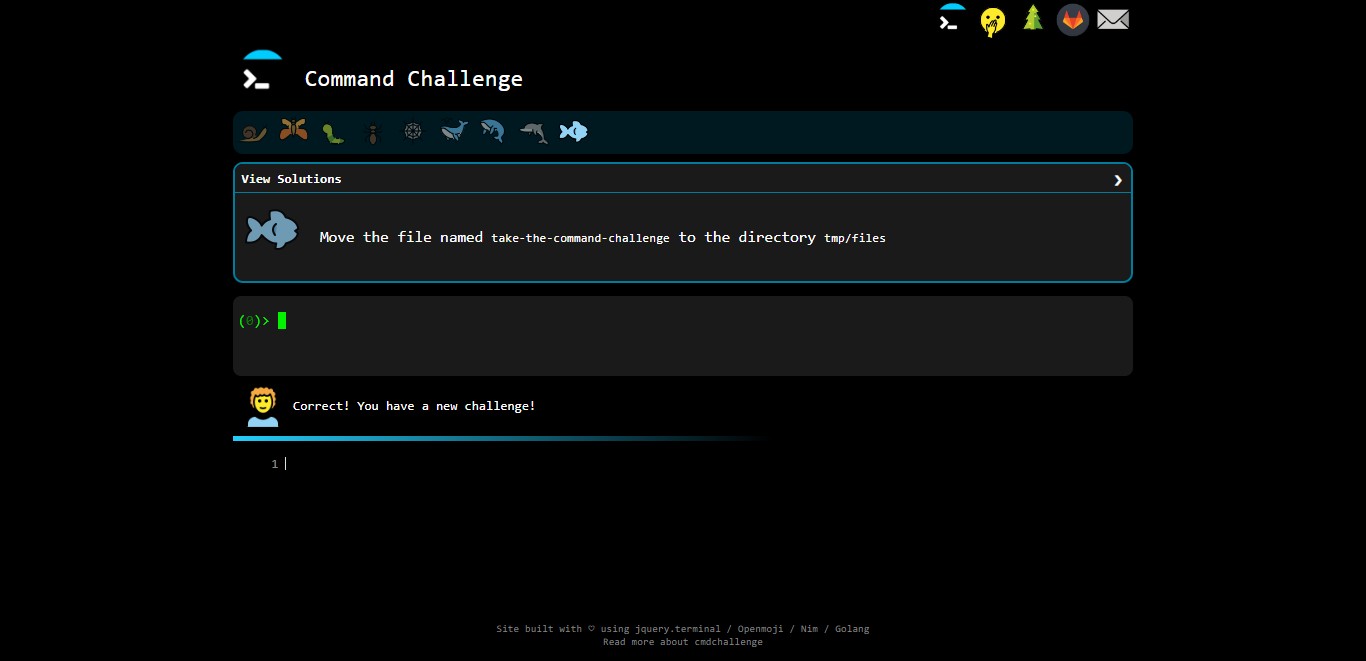 Command Challenge
View Solutions
Move the file named take-the-command-challenge to the directory tmp/files
(0)>
Correct! You have a new challenge!
1
Site built with ♡ using jquery.terminal / Openmoji / Nim / Golang
Read more about cmdchallenge